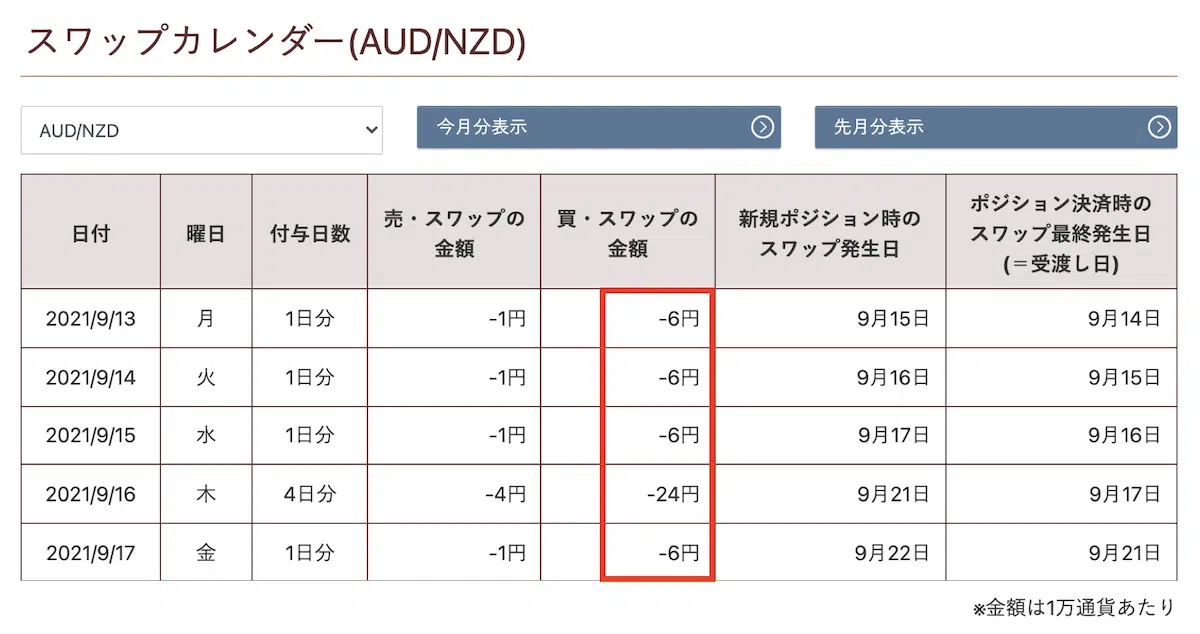 スワップカレンダー(AUD/NZD)
AUD/NZD 今月分表示 先月分表示
日付 曜日 付与日数 売・スワップの金額 買・スワップの金額 新規ポジション時のスワップ発生日 ポジション決済時のスワップ最終発生日(＝受渡し日)
2021/9/13 月 1日分 -1円 -6円 9月15日 9月14日
2021/9/14 火 1日分 -1円 -6円 9月16日 9月15日
2021/9/15 水 1日分 -1円 -6円 9月17日 9月16日
2021/9/16 木 4日分 -4円 -24円 9月21日 9月17日
2021/9/17 金 1日分 -1円 -6円 9月22日 9月21日
※金額は1万通貨あたり